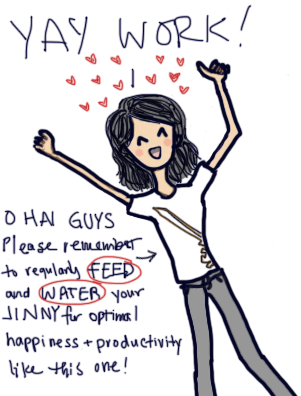 YAY WORK!
O HAI GUYS
Please remember
to regularly FEED
and WATER your
JINNY for optimal
happiness + productivity
like this one!